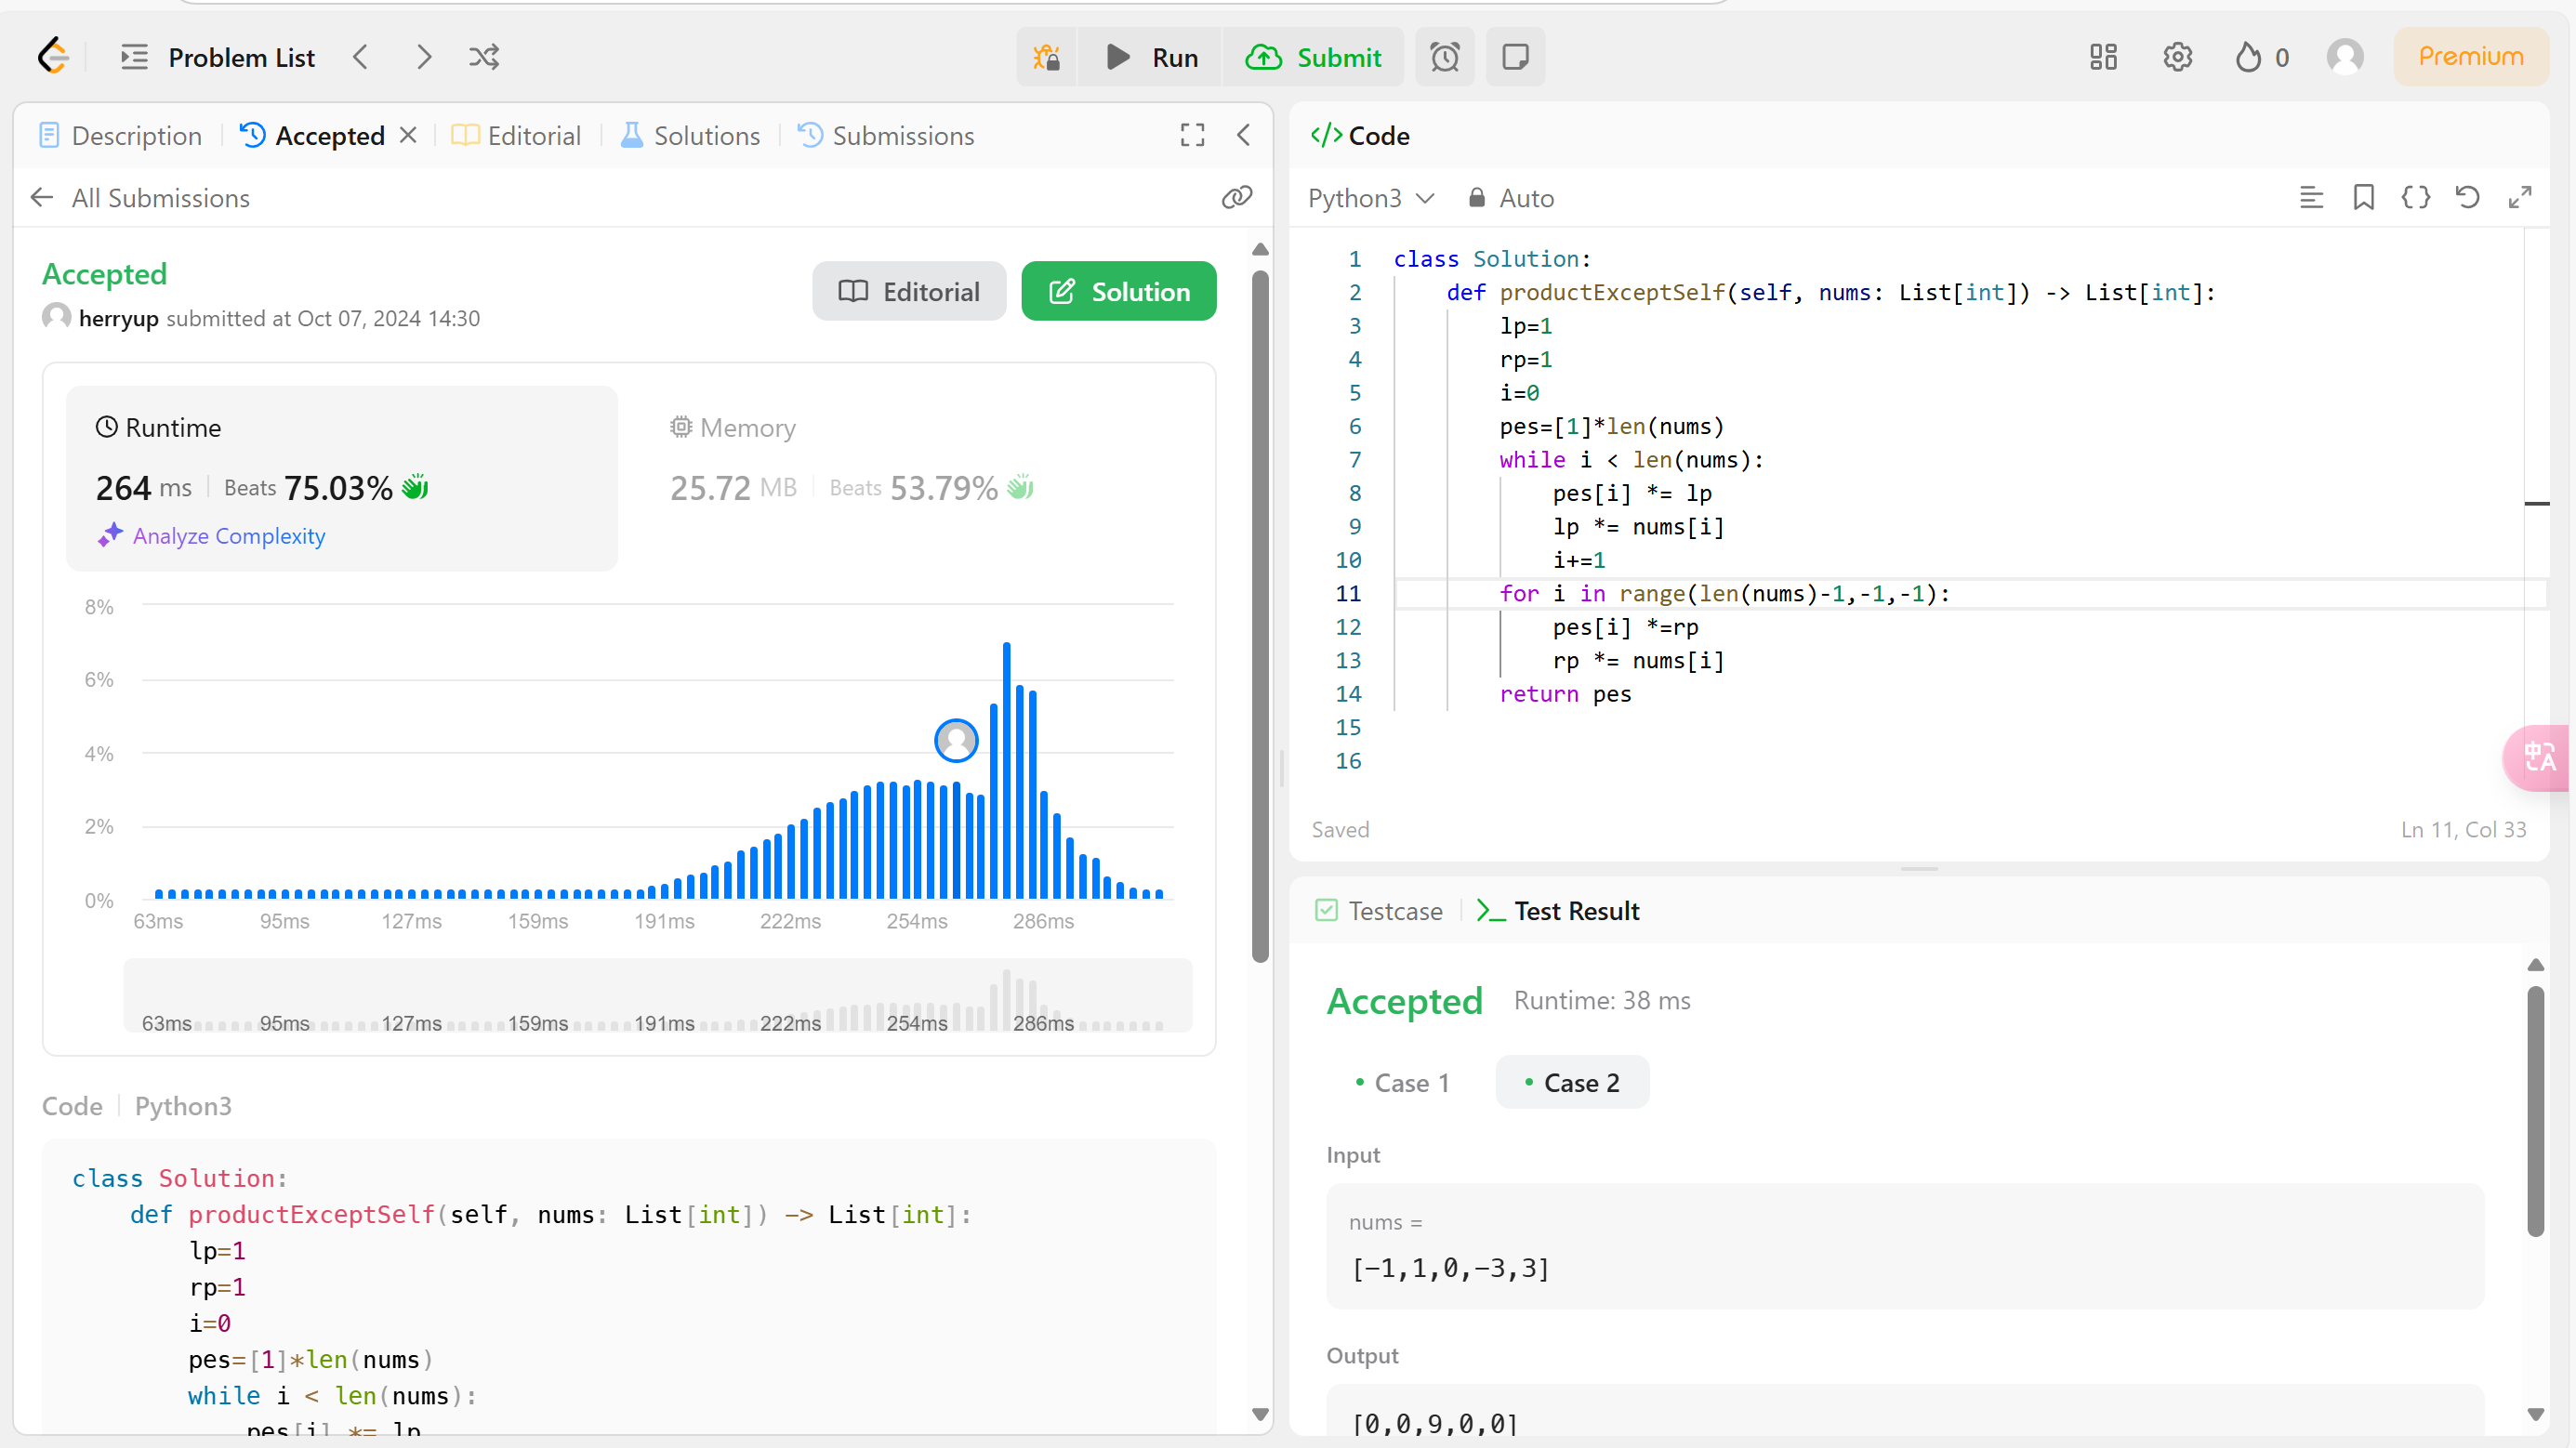 Problem List
Run
Submit
0
Premium
Description
Accepted
Editorial
Solutions
Submissions
All Submissions
Accepted
herryup submitted at Oct 07, 2024 14:30
Editorial
Solution
Runtime
264 ms | Beats 75.03%
Analyze Complexity
Memory
25.72 MB | Beats 53.79%
8%
6%
4%
2%
0%
63ms 95ms 127ms 159ms 191ms 222ms 254ms 286ms
63ms 95ms 127ms 159ms 191ms 222ms 254ms 286ms
Code | Python3
class Solution:
    def productExceptSelf(self, nums: List[int]) -> List[int]:
        lp=1
        rp=1
        i=0
        pes=[1]*len(nums)
        while i < len(nums):
            pes[i] *= lp
</> Code
Python3
Auto
1 class Solution:
2     def productExceptSelf(self, nums: List[int]) -> List[int]:
3         lp=1
4         rp=1
5         i=0
6         pes=[1]*len(nums)
7         while i < len(nums):
8             pes[i] *= lp
9             lp *= nums[i]
10             i+=1
11         for i in range(len(nums)-1,-1,-1):
12             pes[i] *=rp
13             rp *= nums[i]
14         return pes
15
16
中A
Saved
Ln 11, Col 33
Testcase
Test Result
Accepted
Runtime: 38 ms
Case 1
Case 2
Input
nums =
[-1,1,0,-3,3]
Output
[0,0,9,0,0]